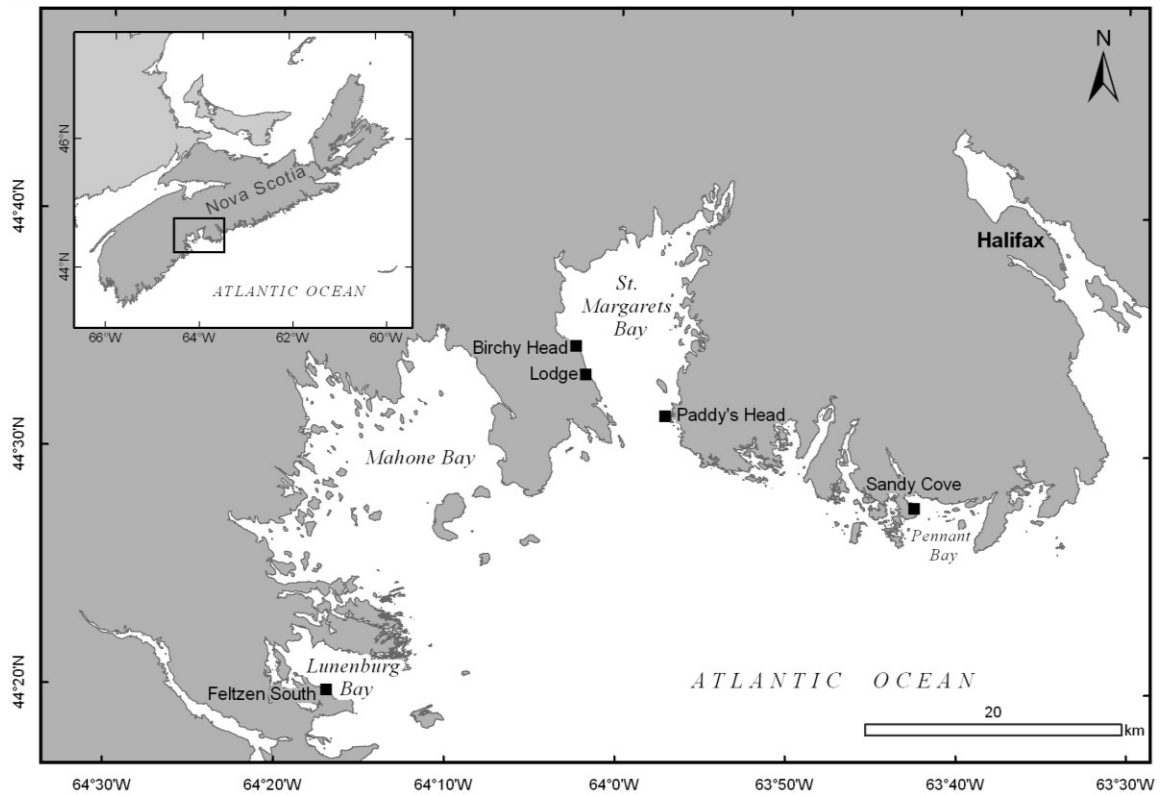 N
46°N
44°N
Nova Scotia
ATLANTIC OCEAN
66°W
64°W
62°W
60°W
44°40'N
44°30'N
44°20'N
Halifax
St.
Margarets
Bay
Birchy Head
Lodge
Paddy's Head
Mahone Bay
Sandy Cove
Pennant
Bay
Lunenburg
Bay
Feltzen South
ATLANTIC OCEAN
20
km
64°30'W
64°20'W
64°10'W
64°0'W
63°50'W
63°40'W
63°30'W